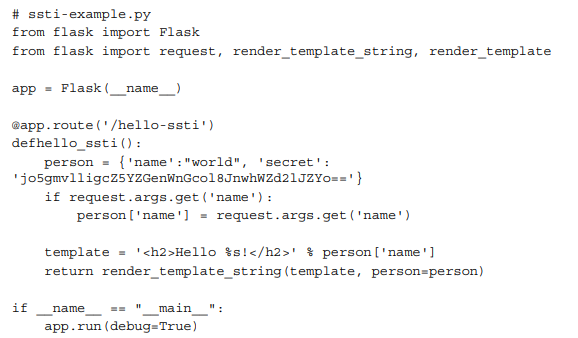 # ssti-example.py
from flask import Flask
from flask import request, render_template_string, render_template
app = Flask(__name__)
@app.route('/hello-ssti')
defhello_ssti():
    person = {'name':"world", 'secret':
'jo5gmvlligcZ5YZGenWnGcol8JnwhWZd2lJZYo=='}
    if request.args.get('name'):
        person['name'] = request.args.get('name')
    template = '<h2>Hello %s!</h2>' % person['name']
    return render_template_string(template, person=person)
if __name__ == "__main__":
    app.run(debug=True)